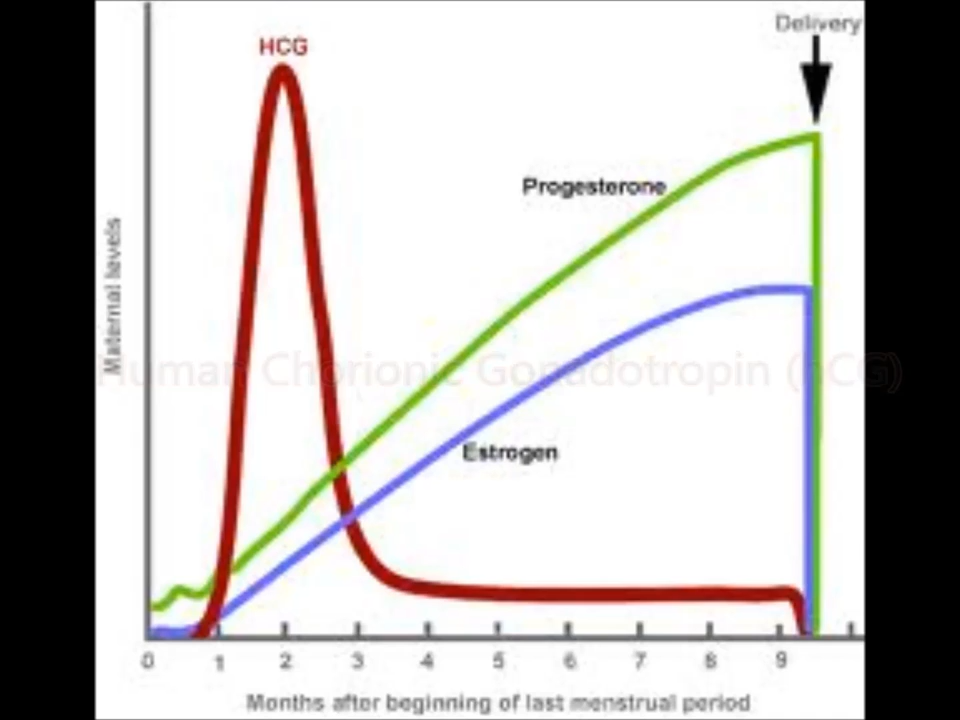 Delivery
HCG
Progesterone
Maternal levels
Human Chorionic Gonadotropin (hCG)
Estrogen
0 1 2 3 4 5 6 7 8 9
Months after beginning of last menstrual period